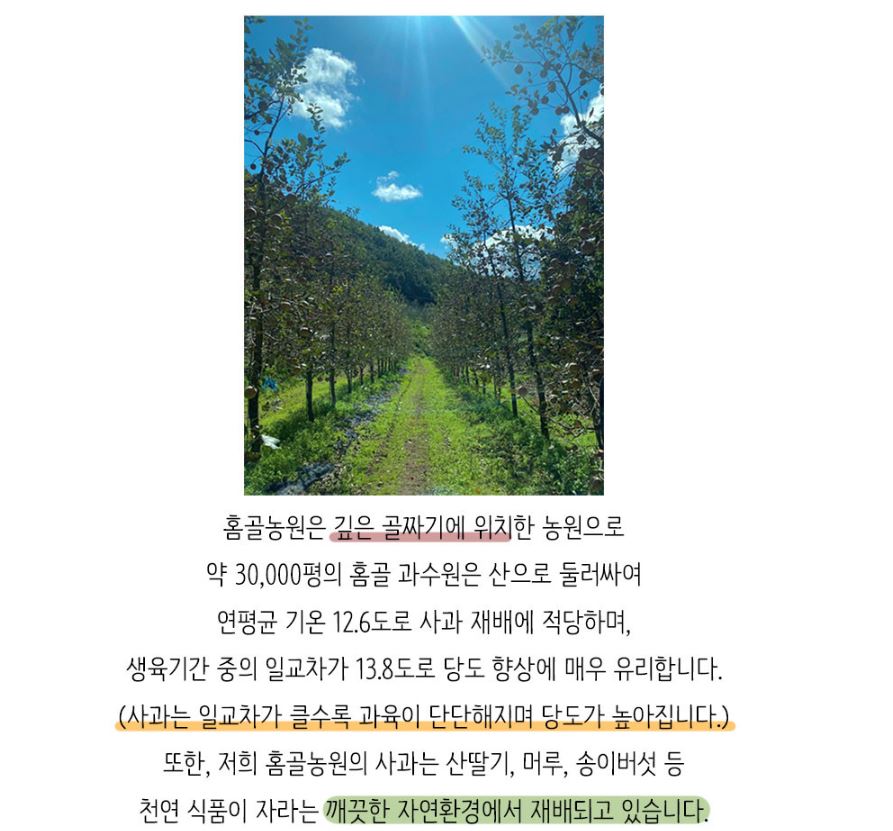 홈골농원은 깊은 골짜기에 위치한 농원으로
약 30,000평의 홈골 과수원은 산으로 둘러싸여
연평균 기온 12.6도로 사과 재배에 적당하며,
생육기간 중의 일교차가 13.8도로 당도 향상에 매우 유리합니다.
(사과는 일교차가 클수록 과육이 단단해지며 당도가 높아집니다.)
또한, 저희 홈골농원의 사과는 산딸기, 머루, 송이버섯 등
천연 식품이 자라는 깨끗한 자연환경에서 재배되고 있습니다.